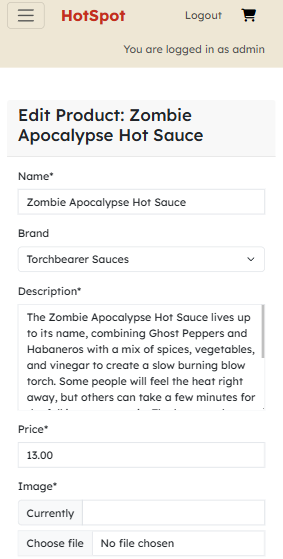 HotSpot
Logout
You are logged in as admin
Edit Product: Zombie
Apocalypse Hot Sauce
Name*
Zombie Apocalypse Hot Sauce
Brand
Torchbearer Sauces
Description*
The Zombie Apocalypse Hot Sauce lives up
to its name, combining Ghost Peppers and
Habaneros with a mix of spices, vegetables,
and vinegar to create a slow burning blow
torch. Some people will feel the heat right
away, but others can take a few minutes for
Price*
13.00
Image*
Currently
Choose file
No file chosen